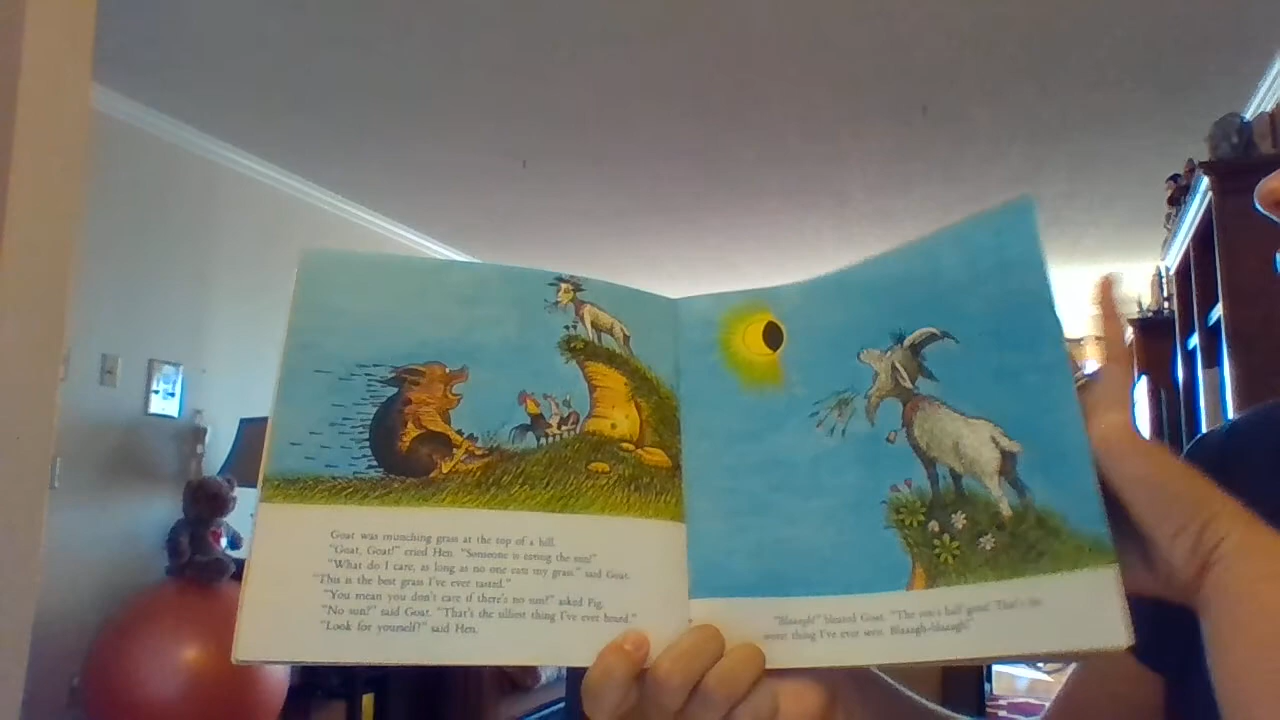 Goat was munching grass at the top of a hill.
"Goat, Goat!" cried Hen. "Someone is eating the sun!"
"What do I care, as long as no one eats my grass," said Goat.
"This is the best grass I've ever tasted."
"You mean you don't care if there's no sun?" asked Pig.
"No sun?" said Goat. "That's the silliest thing I've ever heard."
"Look for yourself!" said Hen.
"Blaaagh!" bleated Goat. "The sun's half gone! That's the
worst thing I've ever seen. Blaaagh-blaaagh!"